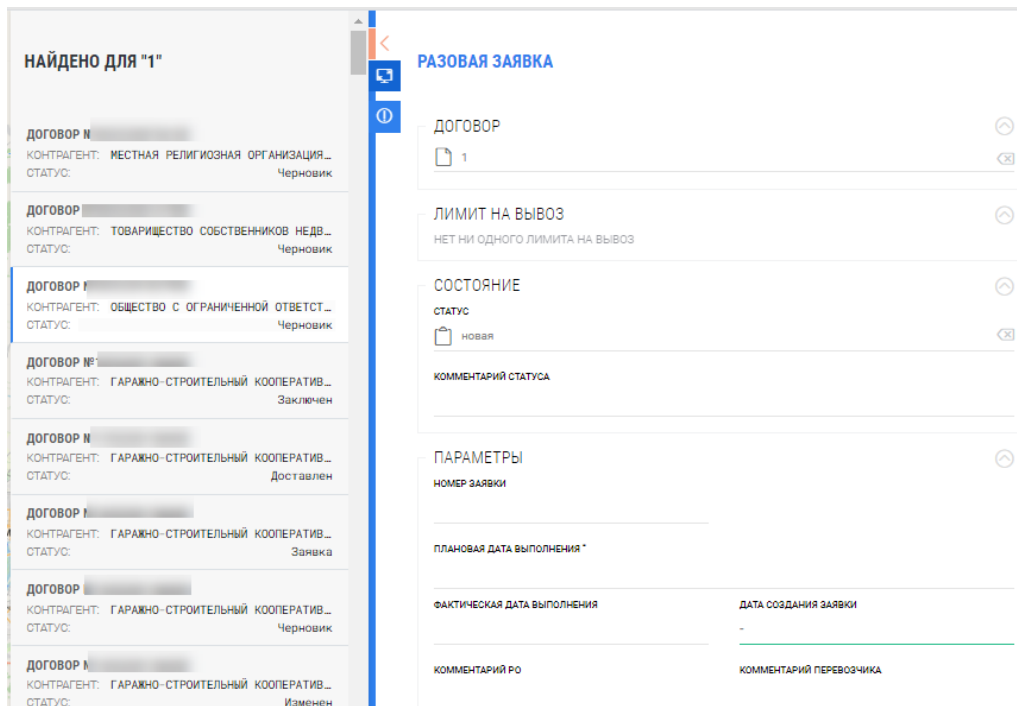 НАЙДЕНО ДЛЯ "1"
ДОГОВОР
КОНТРАГЕНТ: МЕСТНАЯ РЕЛИГИОЗНАЯ ОРГАНИЗАЦИЯ…
СТАТУС: Черновик
ДОГОВОР
КОНТРАГЕНТ: ТОВАРИЩЕСТВО СОБСТВЕННИКОВ НЕДВ…
СТАТУС: Черновик
ДОГОВОР
КОНТРАГЕНТ: ОБЩЕСТВО С ОГРАНИЧЕННОЙ ОТВЕТСТ…
СТАТУС: Черновик
ДОГОВОР №
КОНТРАГЕНТ: ГАРАЖНО-СТРОИТЕЛЬНЫЙ КООПЕРАТИВ…
СТАТУС: Заключен
ДОГОВОР
КОНТРАГЕНТ: ГАРАЖНО-СТРОИТЕЛЬНЫЙ КООПЕРАТИВ…
СТАТУС: Доставлен
ДОГОВОР
КОНТРАГЕНТ: ГАРАЖНО-СТРОИТЕЛЬНЫЙ КООПЕРАТИВ…
СТАТУС: Заявка
ДОГОВОР
КОНТРАГЕНТ: ГАРАЖНО-СТРОИТЕЛЬНЫЙ КООПЕРАТИВ…
СТАТУС: Черновик
ДОГОВОР
КОНТРАГЕНТ: ГАРАЖНО-СТРОИТЕЛЬНЫЙ КООПЕРАТИВ…
СТАТУС: Изменен
РАЗОВАЯ ЗАЯВКА
ДОГОВОР
1
ЛИМИТ НА ВЫВОЗ
НЕТ НИ ОДНОГО ЛИМИТА НА ВЫВОЗ
СОСТОЯНИЕ
СТАТУС
новая
КОММЕНТАРИЙ СТАТУСА
ПАРАМЕТРЫ
НОМЕР ЗАЯВКИ
ПЛАНОВАЯ ДАТА ВЫПОЛНЕНИЯ *
ФАКТИЧЕСКАЯ ДАТА ВЫПОЛНЕНИЯ
ДАТА СОЗДАНИЯ ЗАЯВКИ
-
КОММЕНТАРИЙ РО
КОММЕНТАРИЙ ПЕРЕВОЗЧИКА